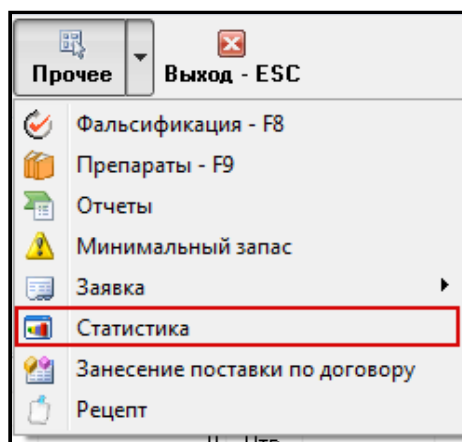 Прочее
Выход - ESC
Фальсификация - F8
Препараты - F9
Отчеты
Минимальный запас
Заявка
Статистика
Занесение поставки по договору
Рецепт